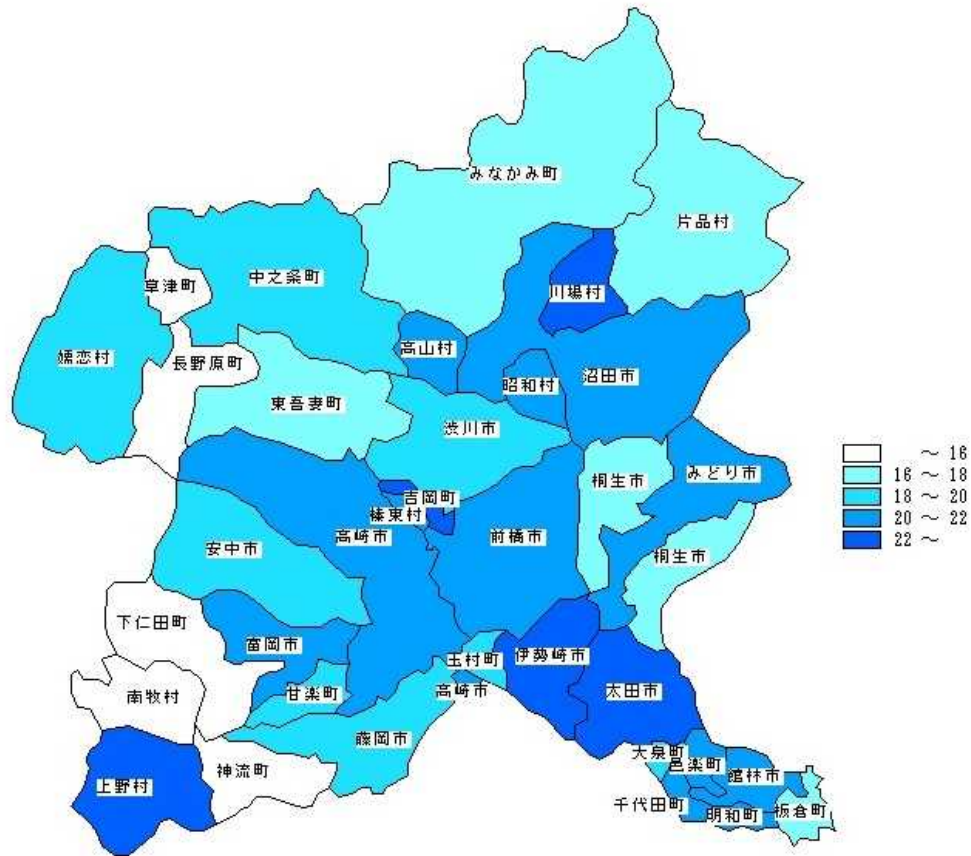 みなかみ町
片品村
中之条町
草津町
川場村
高山村
嬬恋村
長野原町
昭和村
沼田市
東吾妻町
渋川市
桐生市
みどり市
吉岡町
榛東村
高崎市
前橋市
安中市
桐生市
下仁田町
富岡市
玉村町
伊勢崎市
太田市
南牧村
甘楽町
高崎市
藤岡市
大泉町
邑楽町
館林市
神流町
上野村
千代田町
明和町
板倉町
～ 16
16 ～ 18
18 ～ 20
20 ～ 22
22 ～